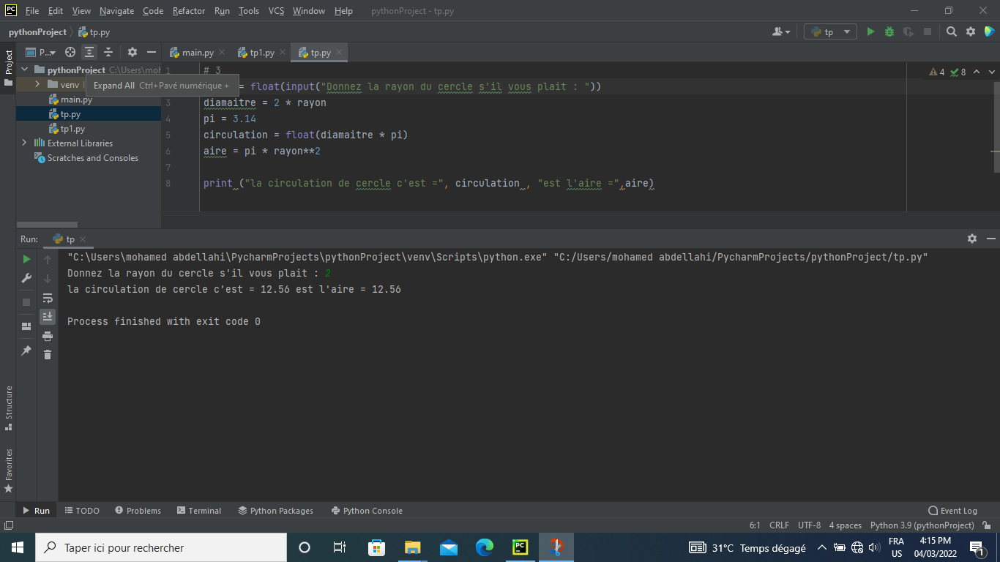 PC File Edit View Navigate Code Refactor Run Tools VCS Window Help pythonProject - tp.py
pythonProject tp.py tp
Project
P... main.py tp1.py tp.py
pythonProject C:\Users\moh
venv
Expand All Ctrl+Pavé numérique +
main.py
tp.py
tp1.py
External Libraries
Scratches and Consoles
4 8
1 # 3
= float(input("Donnez la rayon du cercle s'il vous plait : "))
3 diamaitre = 2 * rayon
4 pi = 3.14
5 circulation = float(diamaitre * pi)
6 aire = pi * rayon**2
7
8 print ("la circulation de cercle c'est =", circulation , "est l'aire =",aire)
Run: tp
"C:\Users\mohamed abdellahi\PycharmProjects\pythonProject\venv\Scripts\python.exe" "C:/Users/mohamed abdellahi/PycharmProjects/pythonProject/tp.py"
Donnez la rayon du cercle s'il vous plait : 2
la circulation de cercle c'est = 12.56 est l'aire = 12.56
Process finished with exit code 0
Structure
Favorites
Run TODO Problems Terminal Python Packages Python Console Event Log
6:1 CRLF UTF-8 4 spaces Python 3.9 (pythonProject)
Taper ici pour rechercher
PC
31°C Temps dégagé
FRA
US
4:15 PM
04/03/2022
1